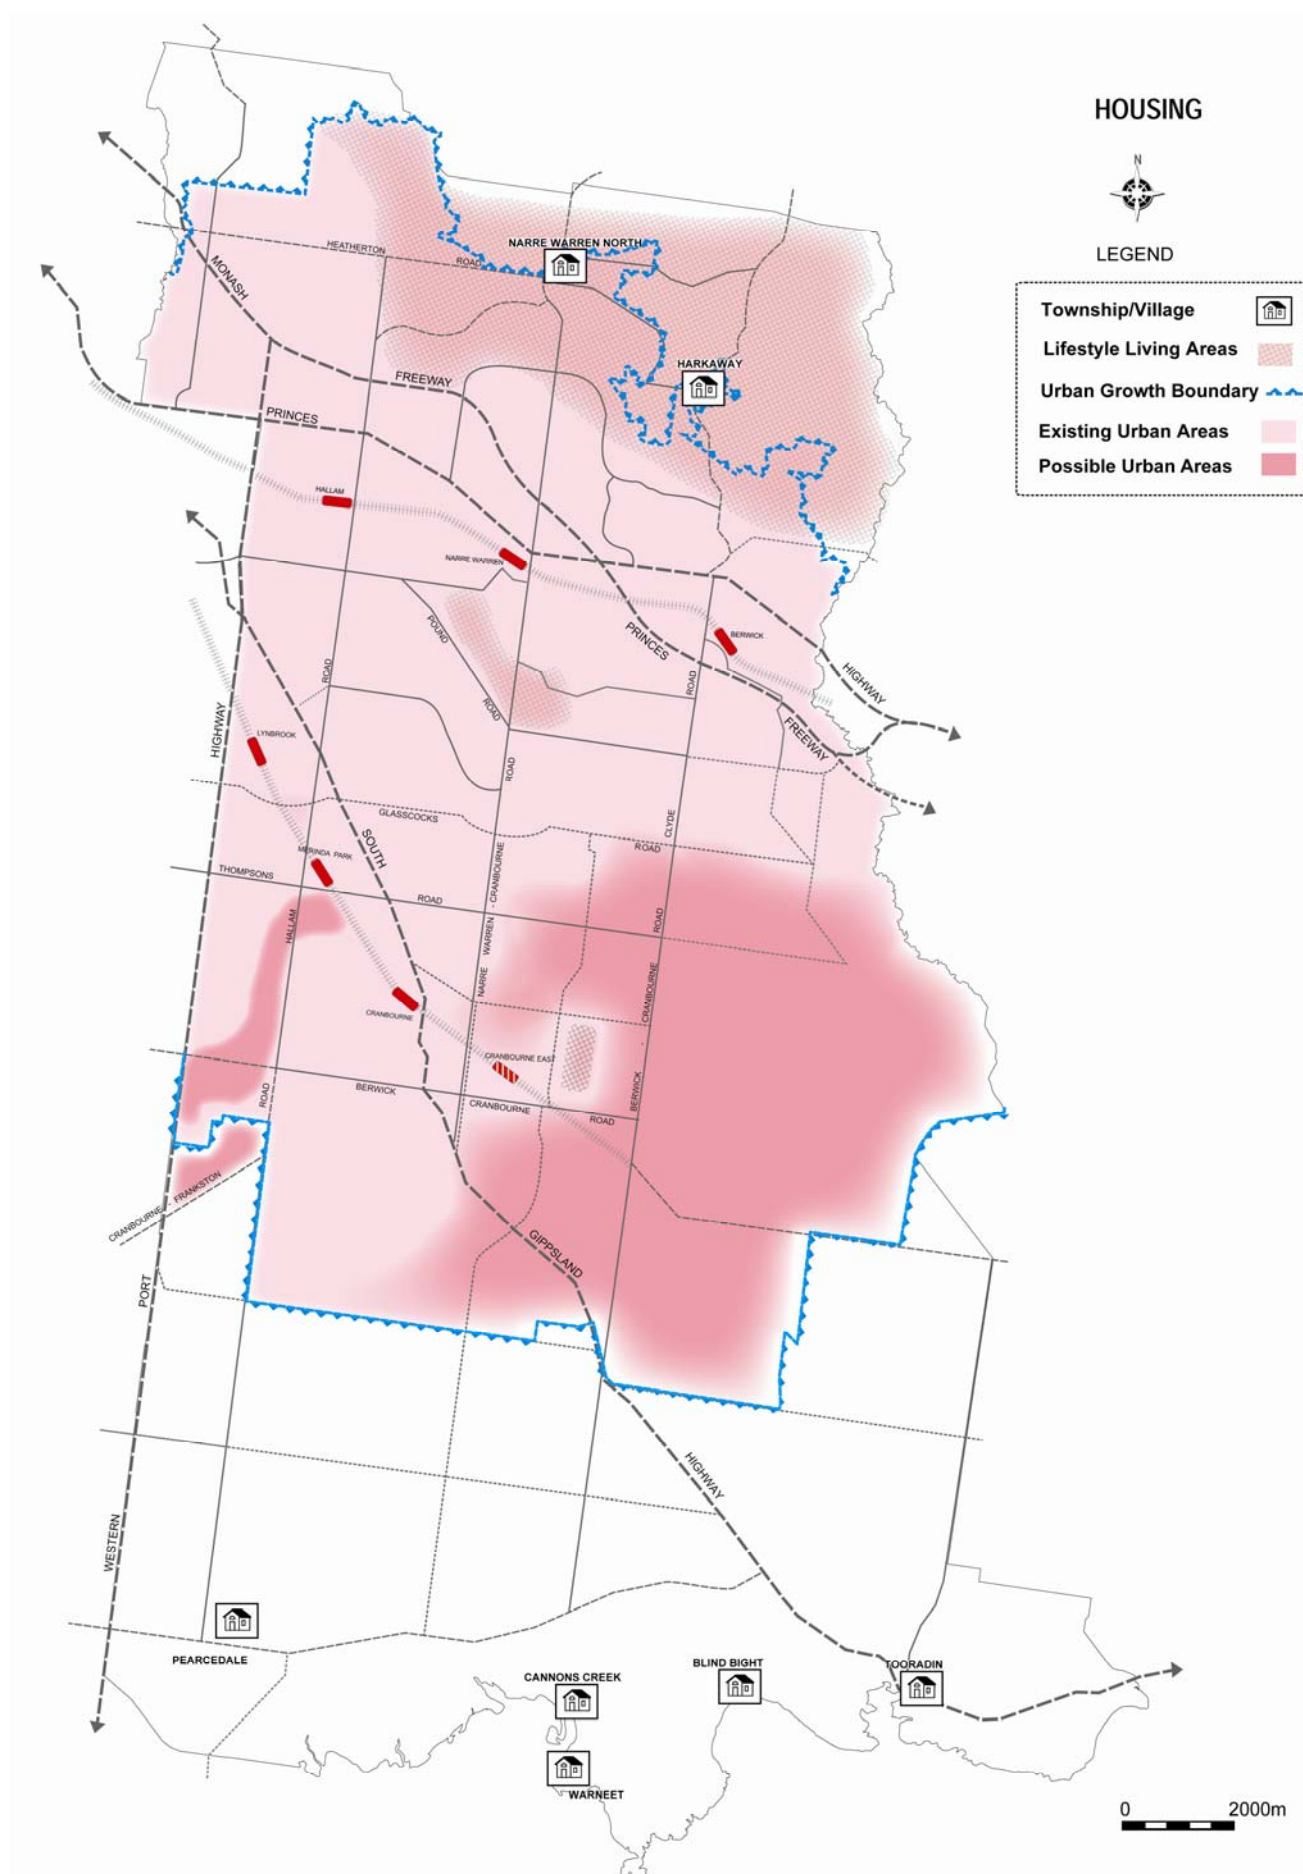 HOUSING
N
LEGEND
Township/Village
Lifestyle Living Areas
Urban Growth Boundary
Existing Urban Areas
Possible Urban Areas
HEATHERTON
ROAD
NARRE WARREN NORTH
MONASH
FREEWAY
HARKAWAY
PRINCES
HALLAM
NARRE WARREN
POUND
ROAD
PRINCES
BERWICK
ROAD
ROAD
HIGHWAY
FREEWAY
HIGHWAY
LYNBROOK
ROAD
GLASSCOCKS
ROAD
CLYDE
SOUTH
MERINDA PARK
THOMPSONS
ROAD
HALLAM
NARRE WARREN - CRANBOURNE
ROAD
CRANBOURNE
CRANBOURNE EAST
BERWICK - CRANBOURNE
BERWICK
CRANBOURNE
ROAD
ROAD
CRANBOURNE - FRANKSTON
GIPPSLAND
PORT
HIGHWAY
WESTERN
PEARCEDALE
CANNONS CREEK
BLIND BIGHT
TOORADIN
WARNEET
0 2000m